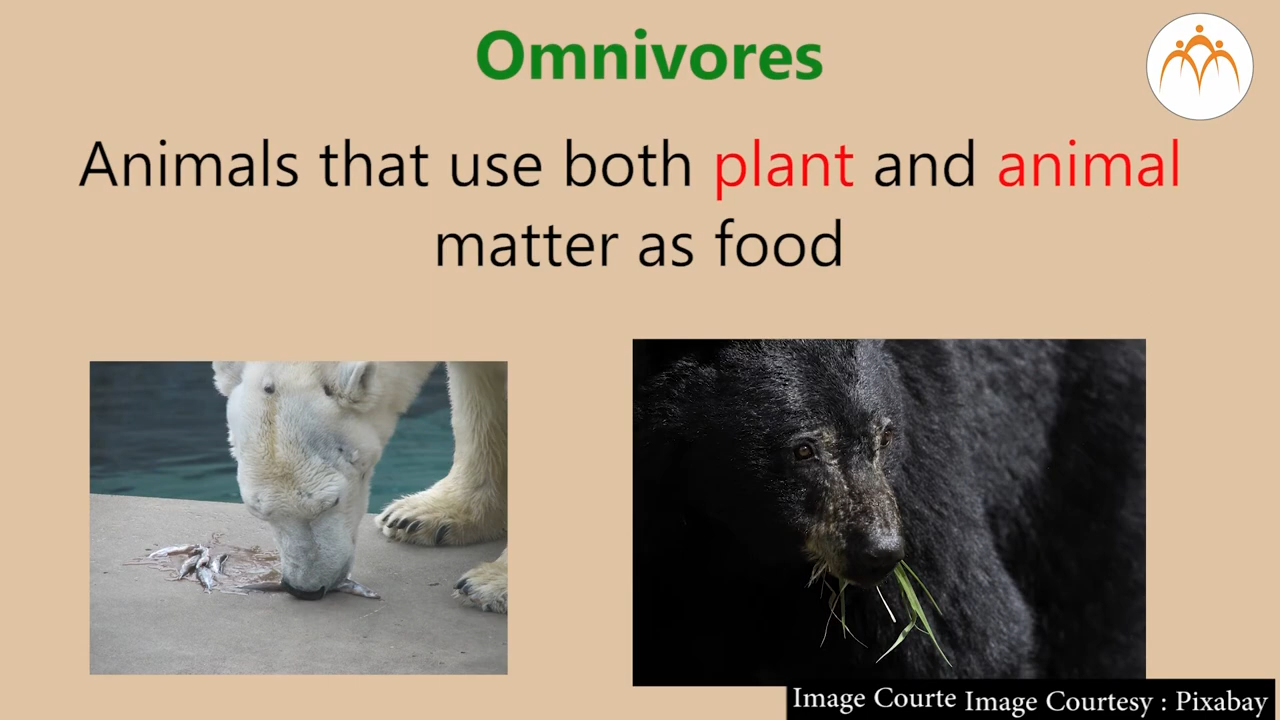 Omnivores
Animals that use both plant and animal
matter as food
Image Courte Image Courtesy : Pixabay